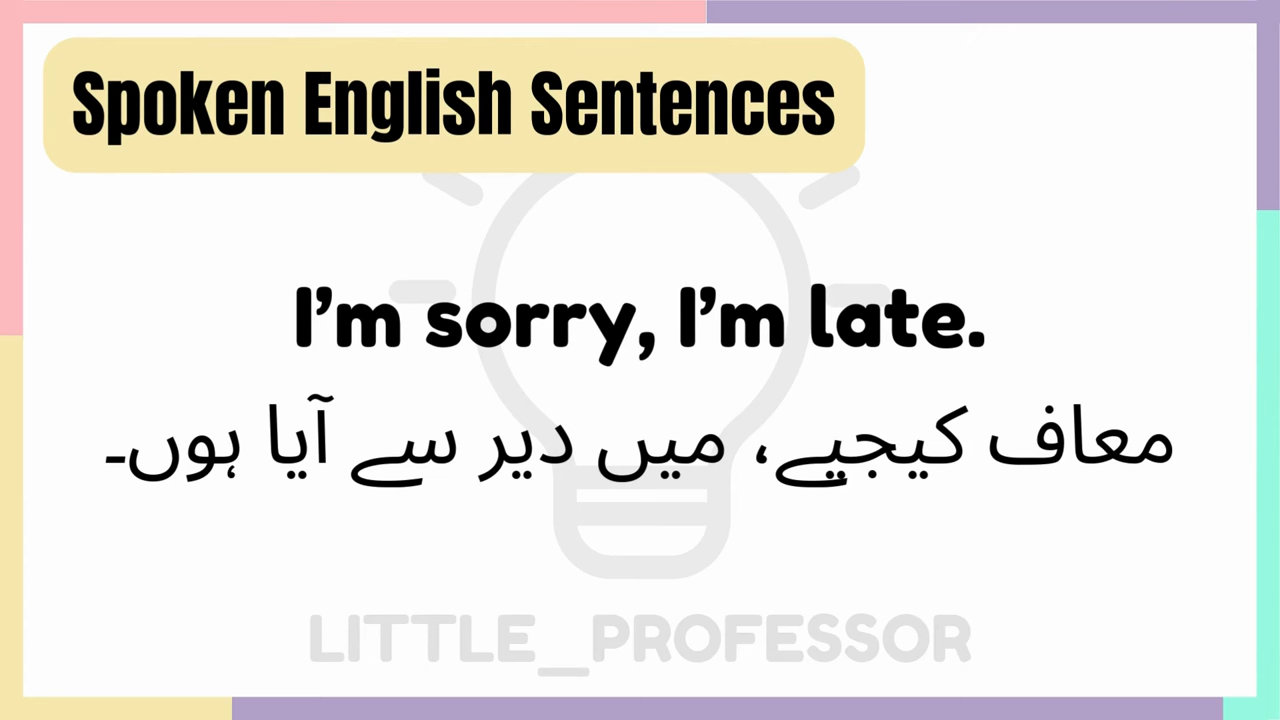 Spoken English Sentences
I’m sorry, I’m late.
معاف کیجیے، میں دیر سے آیا ہوں۔
LITTLE_PROFESSOR